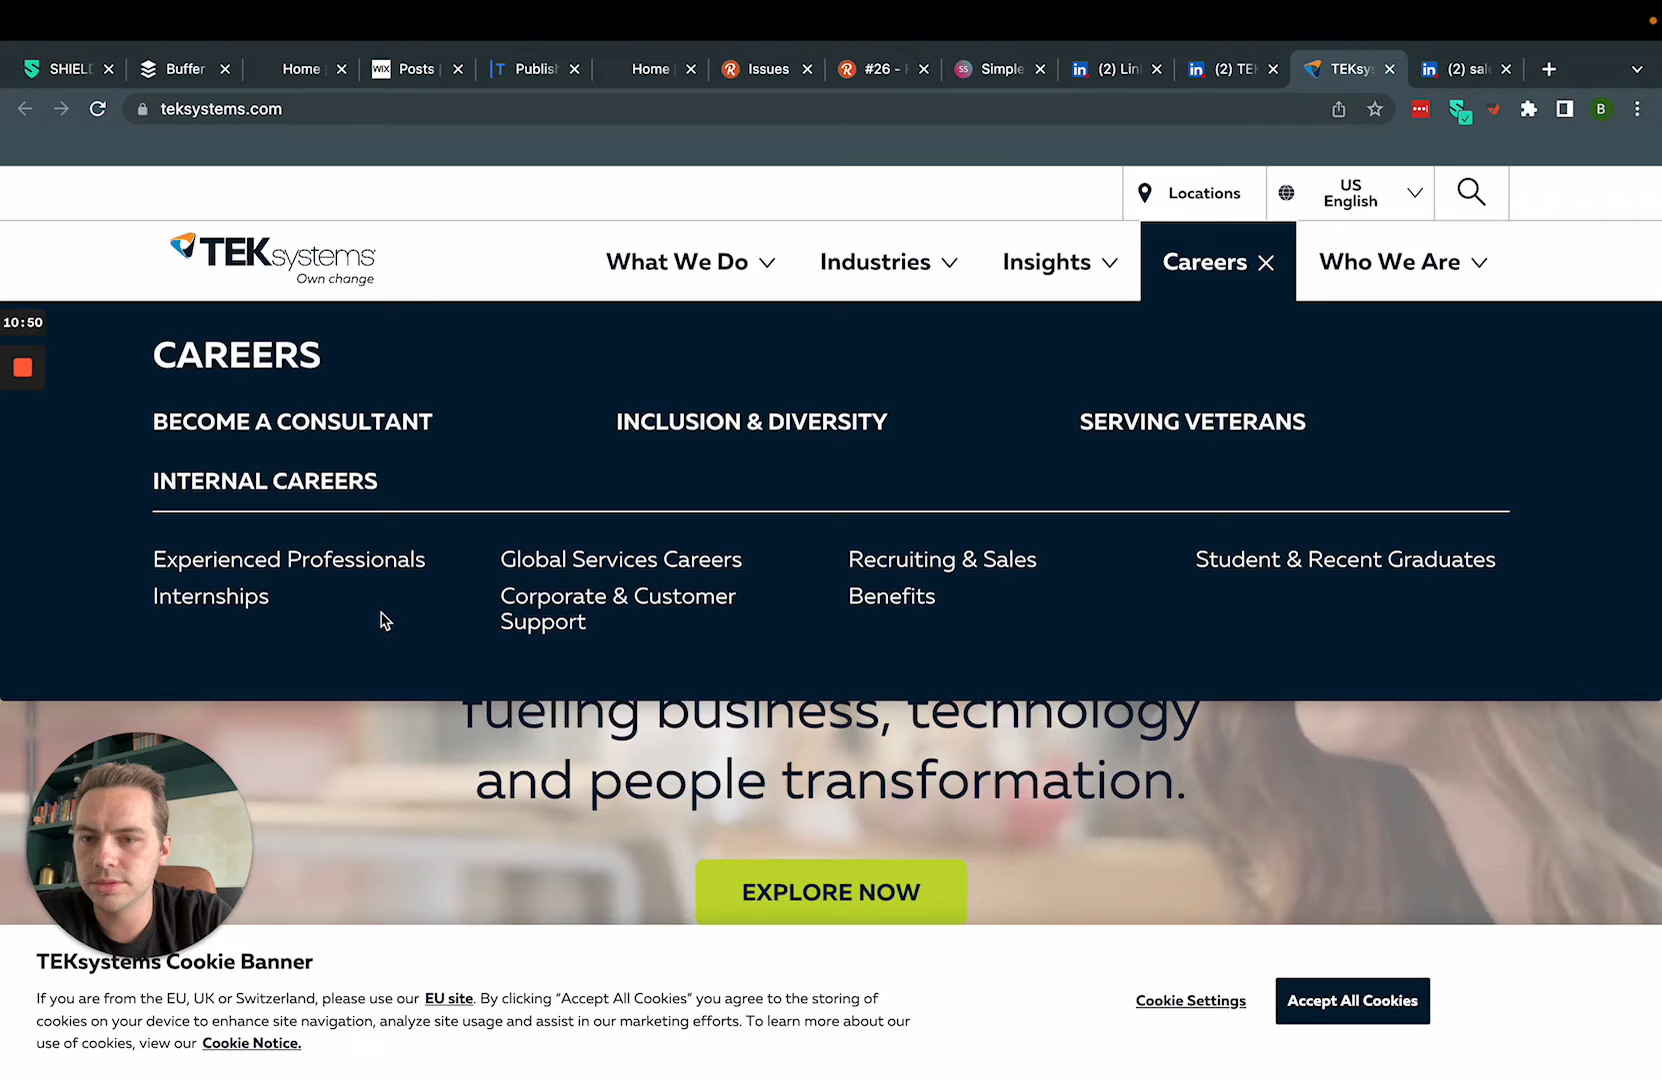 SHIELD
Buffer
Home
WIX Posts
Publish
Home
Issues
#26 -
Simple
(2) Lin
(2) TEK
TEKsys
(2) sal
teksystems.com
B
Locations
US
English
TEKsystems
Own change
What We Do
Industries
Insights
Careers
Who We Are
10:50
CAREERS
BECOME A CONSULTANT
INCLUSION & DIVERSITY
SERVING VETERANS
INTERNAL CAREERS
Experienced Professionals
Global Services Careers
Recruiting & Sales
Student & Recent Graduates
Internships
Corporate & Customer
Support
Benefits
fueling business, technology
and people transformation.
EXPLORE NOW
TEKsystems Cookie Banner
If you are from the EU, UK or Switzerland, please use our EU site. By clicking “Accept All Cookies” you agree to the storing of
cookies on your device to enhance site navigation, analyze site usage and assist in our marketing efforts. To learn more about our
use of cookies, view our Cookie Notice.
Cookie Settings
Accept All Cookies